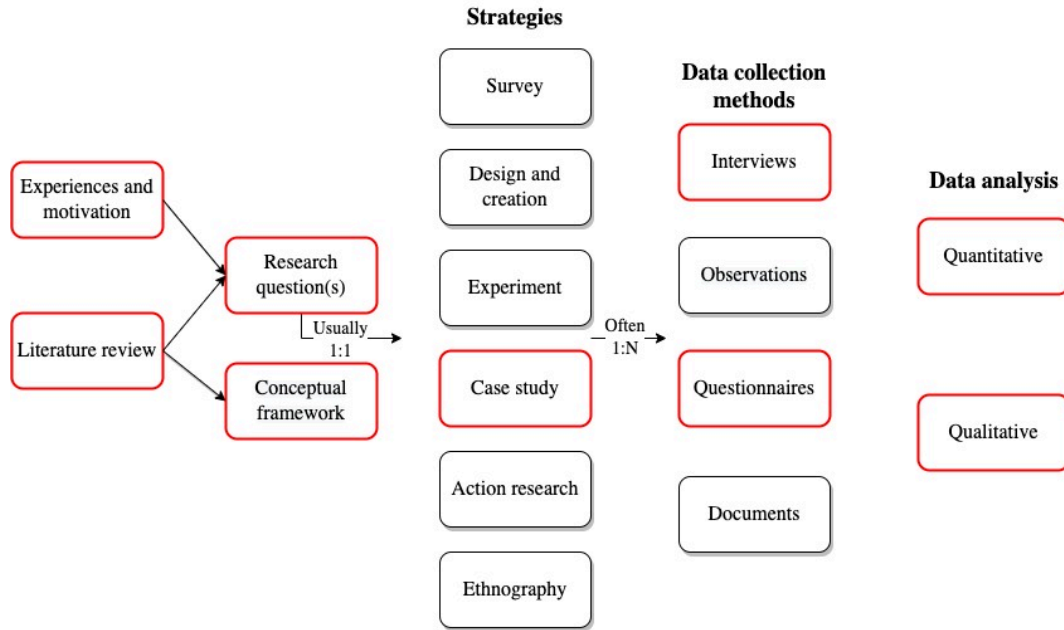 Strategies
Survey
Design and
creation
Experiment
Case study
Action research
Ethnography
Experiences and
motivation
Literature review
Research
question(s)
Conceptual
framework
Usually
1:1
Often
1:N
Data collection
methods
Interviews
Observations
Questionnaires
Documents
Data analysis
Quantitative
Qualitative